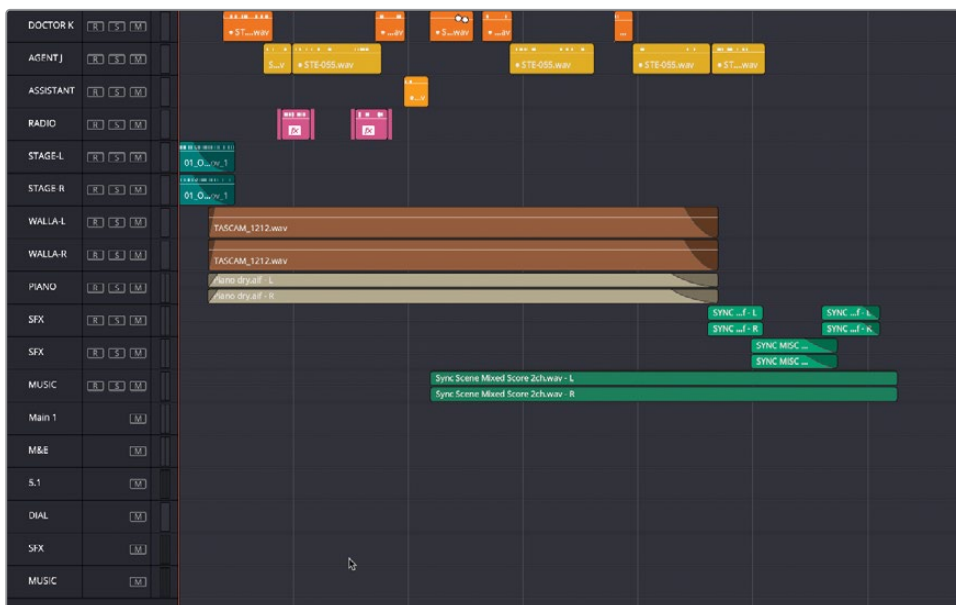 DOCTOR K R S M
ST....wav ...av S...wav ...av ...
AGENT J R S M
S...v STE-055.wav STE-055.wav STE-055.wav ST....wav
ASSISTANT R S M
...v
RADIO R S M
fx fx
STAGE-L R S M
01_O...ov_1
STAGE-R R S M
01_O...ov_1
WALLA-L R S M
TASCAM_1212.wav
WALLA-R R S M
TASCAM_1212.wav
PIANO R S M
Piano dry.aif - L
Piano dry.aif - R
SFX R S M
SYNC ...f - L SYNC ...f - L
SYNC ...f - R SYNC ...f - R
SFX R S M
SYNC MISC ...
SYNC MISC ...
MUSIC R S M
Sync Scene Mixed Score 2ch.wav - L
Sync Scene Mixed Score 2ch.wav - R
Main 1 M
M&E M
5.1 M
DIAL M
SFX M
MUSIC M